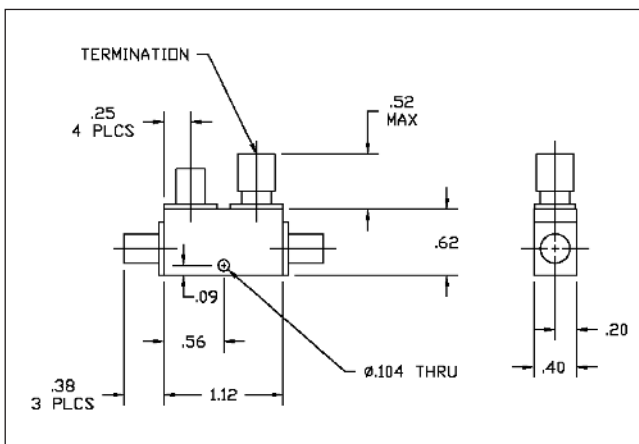 TERMINATION
.25
4 PLCS
.52
MAX
.62
.09
.56
.20
.40
Ø.104 THRU
.38
3 PLCS
1.12